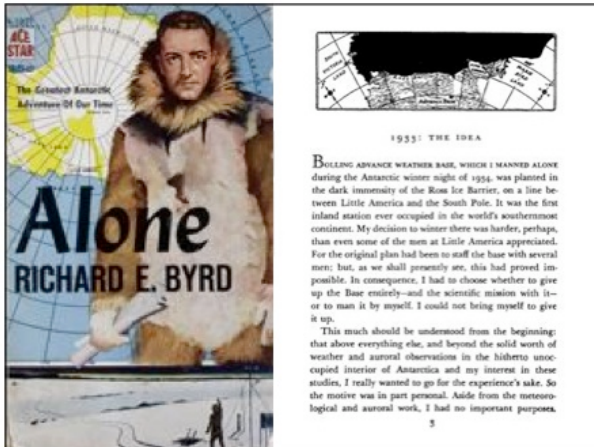 ACE
STAR
The Greatest Antarctic
Adventure Of Our Time
Alone
RICHARD E. BYRD
Advance Base
1933: THE IDEA
BOLLING ADVANCE WEATHER BASE, WHICH I MANNED ALONE
during the Antarctic winter night of 1934, was planted in
the dark immensity of the Ross Ice Barrier, on a line be-
tween Little America and the South Pole. It was the first
inland station ever occupied in the world's southernmost
continent. My decision to winter there was harder, perhaps,
than even some of the men at Little America appreciated.
For the original plan had been to staff the base with several
men; but, as we shall presently see, this had proved im-
possible. In consequence, I had to choose whether to give
up the Base entirely—and the scientific mission with it—
or to man it by myself. I could not bring myself to give
it up.
This much should be understood from the beginning:
that above everything else, and beyond the solid worth of
weather and auroral observations in the hitherto unoc-
cupied interior of Antarctica and my interest in these
studies, I really wanted to go for the experience's sake. So
the motive was in part personal. Aside from the meteoro-
logical and auroral work, I had no important purposes.
3